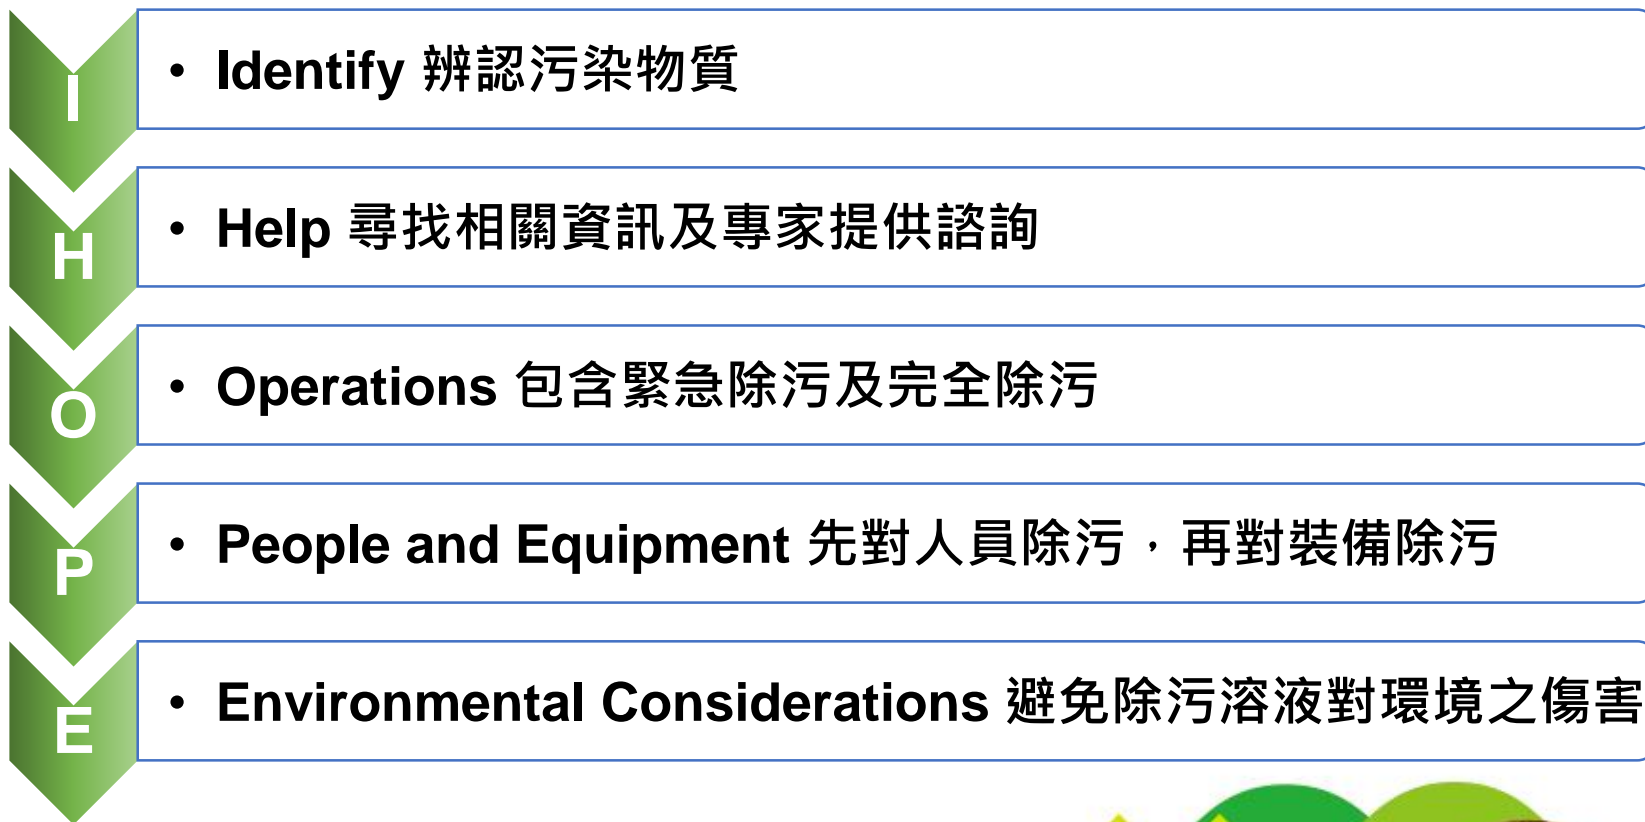 I
• Identify 辨認污染物質
H
• Help 尋找相關資訊及專家提供諮詢
O
• Operations 包含緊急除污及完全除污
P
• People and Equipment 先對人員除污，再對裝備除污
E
• Environmental Considerations 避免除污溶液對環境之傷害